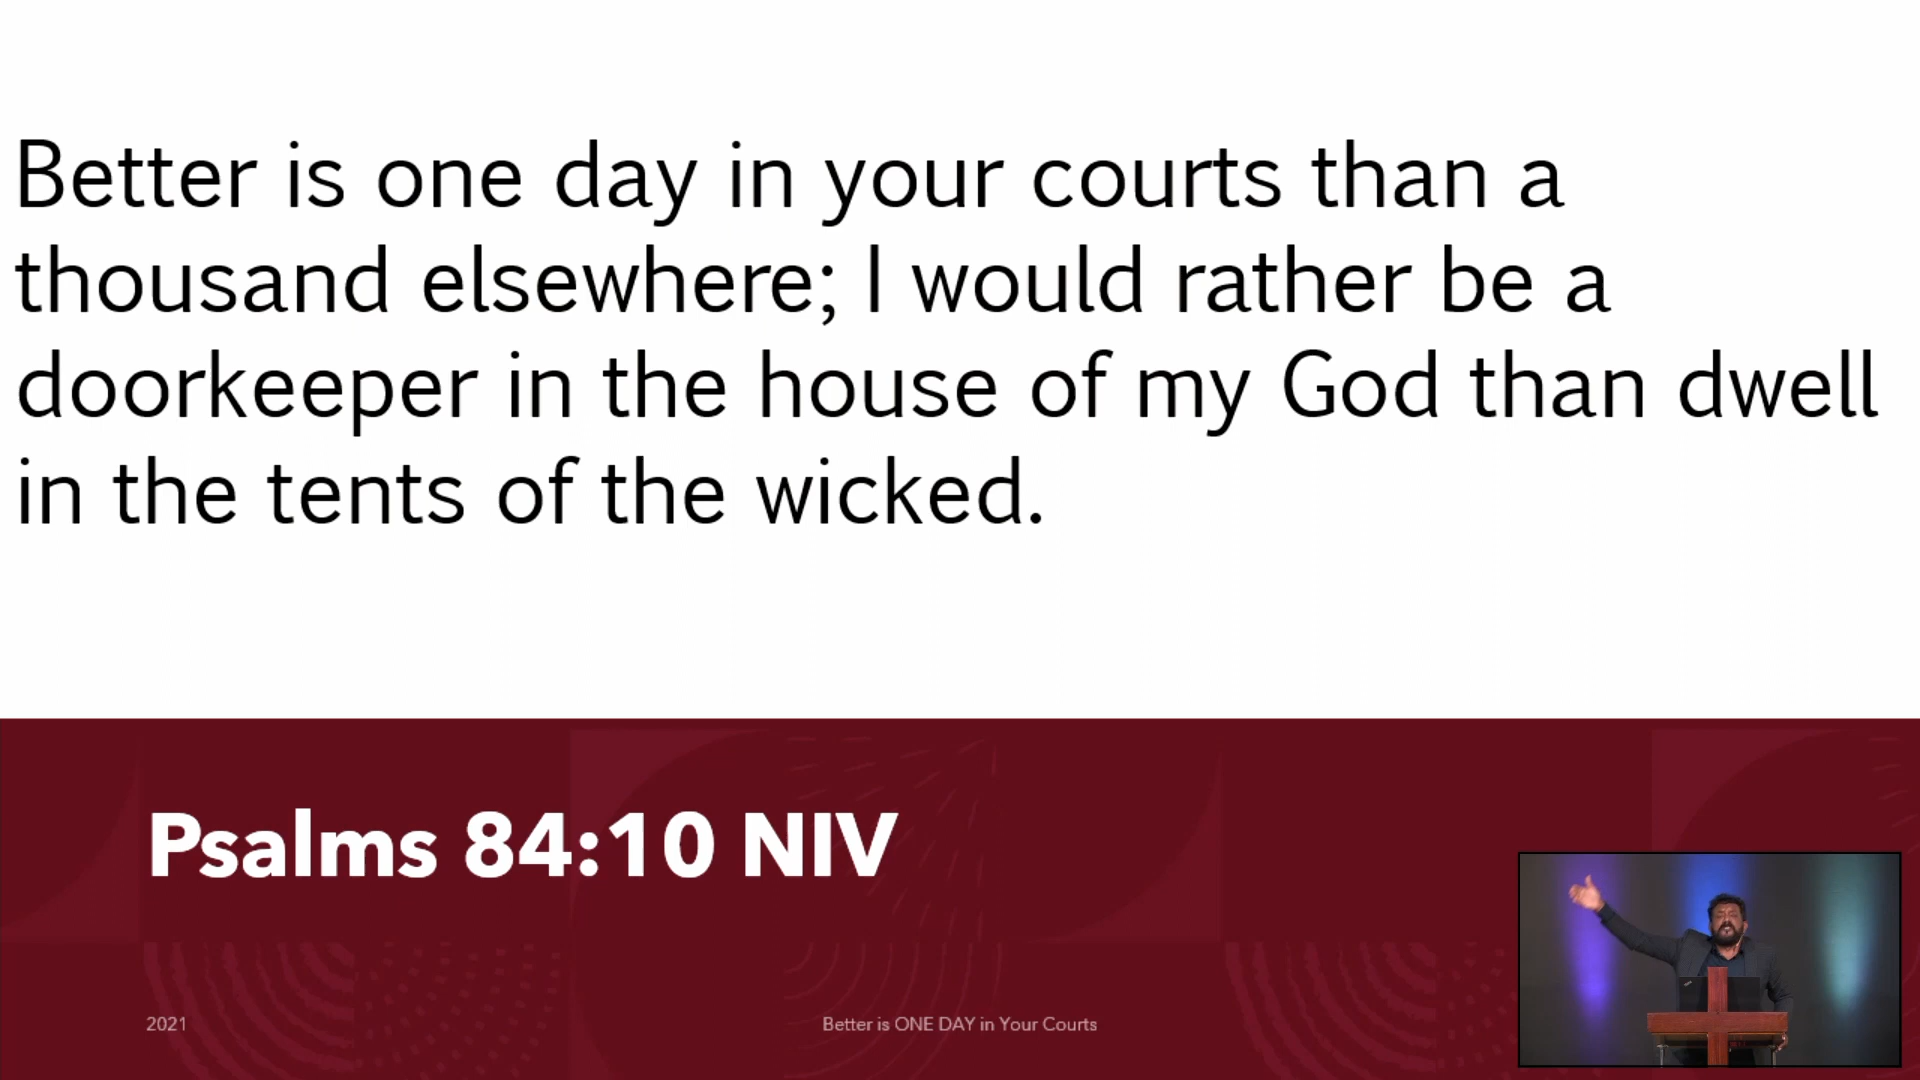 Better is one day in your courts than a
thousand elsewhere; I would rather be a
doorkeeper in the house of my God than dwell
in the tents of the wicked.
Psalms 84:10 NIV
2021
Better is ONE DAY in Your Courts